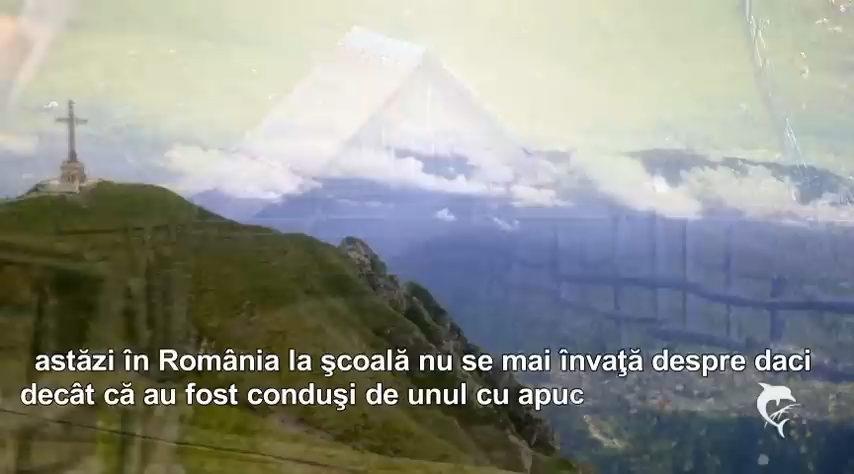 astăzi în România la şcoală nu se mai învaţă despre daci
decât că au fost conduşi de unul cu apuc